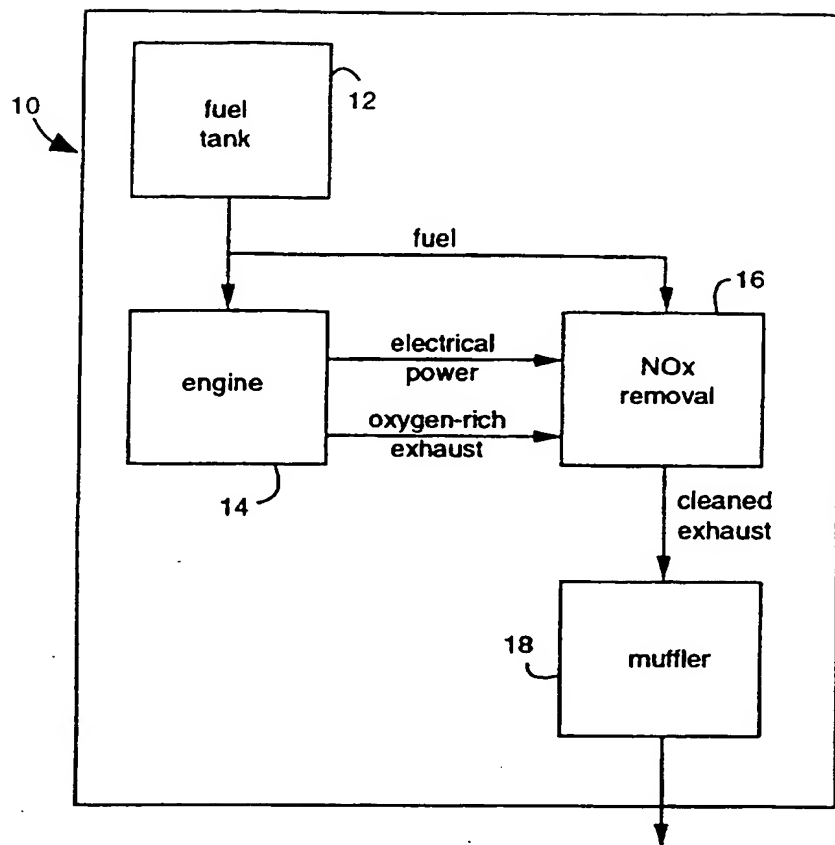 10
fuel
tank
12
fuel
16
engine
electrical
power
oxygen-rich
exhaust
NOx
removal
14
cleaned
exhaust
18
muffler